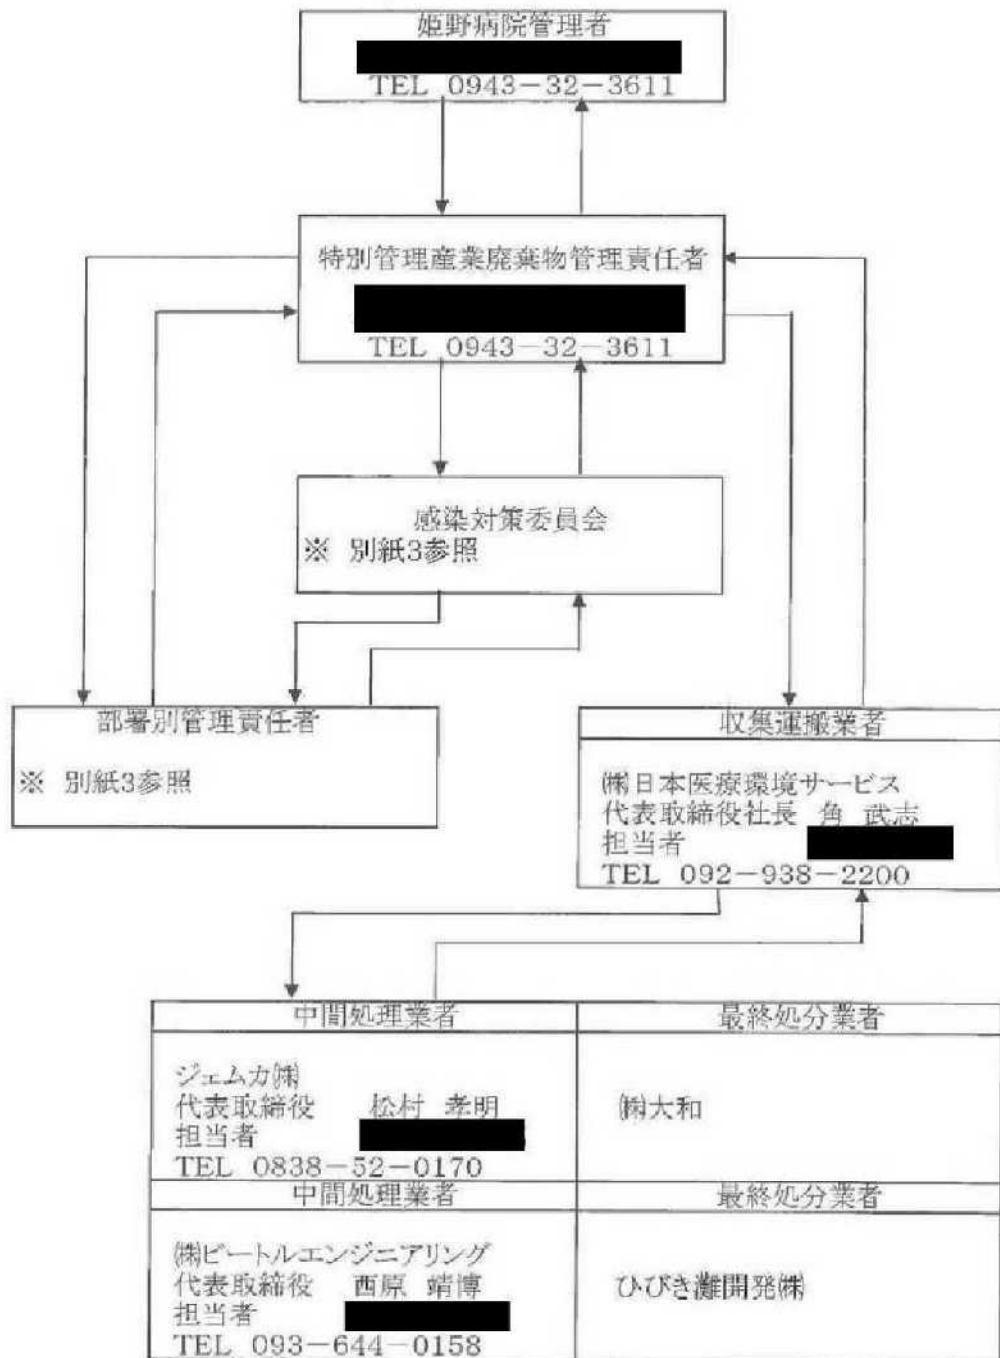 姫野病院管理者
TEL 0943-32-3611
特別管理産業廃棄物管理責任者
TEL 0943-32-3611
感染対策委員会
※ 別紙3参照
部署別管理責任者
※ 別紙3参照
収集運搬業者
㈱日本医療環境サービス
代表取締役社長 角 武志
担当者
TEL 092-938-2200
中間処理業者
最終処分業者
ジェムカ㈱
代表取締役 松村 孝明
担当者
TEL 0838-52-0170
㈱大和
中間処理業者
最終処分業者
㈱ビートルエンジニアリング
代表取締役 西原 靖博
担当者
TEL 093-644-0158
ひびき灘開発㈱